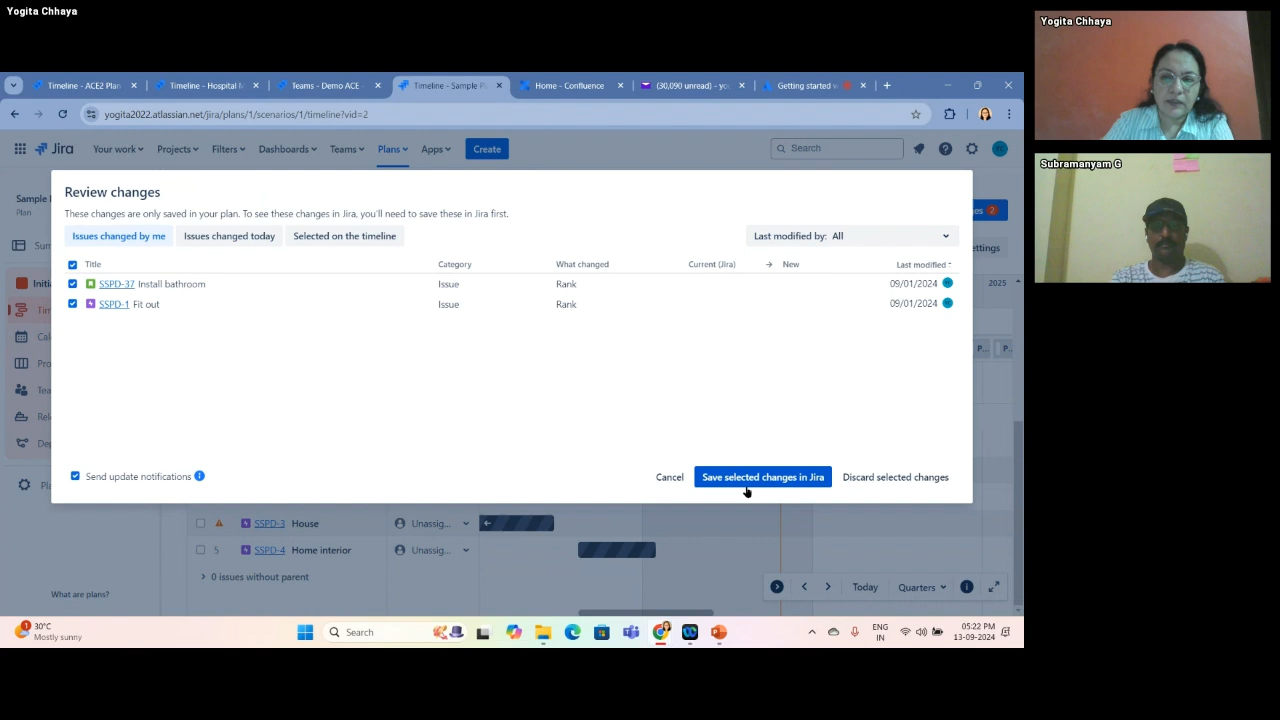 Yogita Chhaya
Yogita Chhaya
Subramanyam G
Timeline - ACE2 Plan
Timeline - Hospital M
Teams - Demo ACE -
Timeline - Sample Pl
Home - Confluence
(30,090 unread) - yo
Getting started w
yogita2022.atlassian.net/jira/plans/1/scenarios/1/timeline?vid=2
Jira
Your work
Projects
Filters
Dashboards
Teams
Plans
Apps
Create
Search
Sample
Plan
Review changes
These changes are only saved in your plan. To see these changes in Jira, you'll need to save these in Jira first.
Issues changed by me
Issues changed today
Selected on the timeline
Last modified by: All
Title
Category
What changed
Current (Jira)
New
Last modified
SSPD-37 Install bathroom
Issue
Rank
09/01/2024
SSPD-1 Fit out
Issue
Rank
09/01/2024
2
ettings
2025
Send update notifications
Cancel
Save selected changes in Jira
Discard selected changes
SSPD-3 House
Unassig...
5 SSPD-4 Home interior
Unassig...
0 issues without parent
What are plans?
Today
Quarters
1
30°C
Mostly sunny
Search
ENG
IN
05:22 PM
13-09-2024